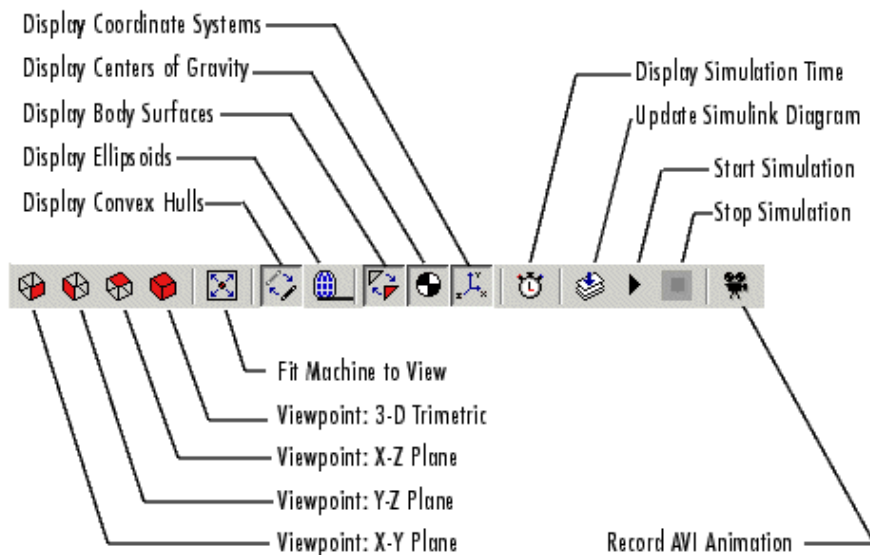 Display Coordinate Systems
Display Centers of Gravity
Display Body Surfaces
Display Ellipsoids
Display Convex Hulls
Display Simulation Time
Update Simulink Diagram
Start Simulation
Stop Simulation
Y
Z
X
L
Fit Machine to View
Viewpoint: 3-D Trimetric
Viewpoint: X-Z Plane
Viewpoint: Y-Z Plane
Viewpoint: X-Y Plane
Record AVI Animation